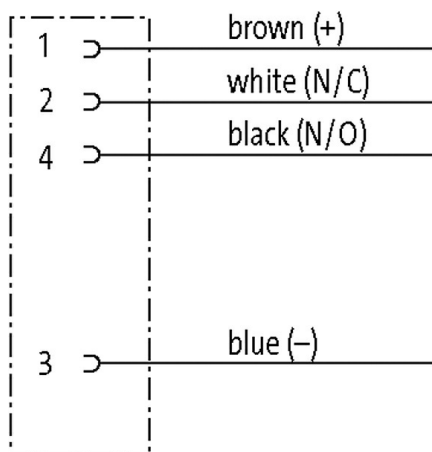 1 brown (+)
2 white (N/C)
4 black (N/O)
3 blue (–)